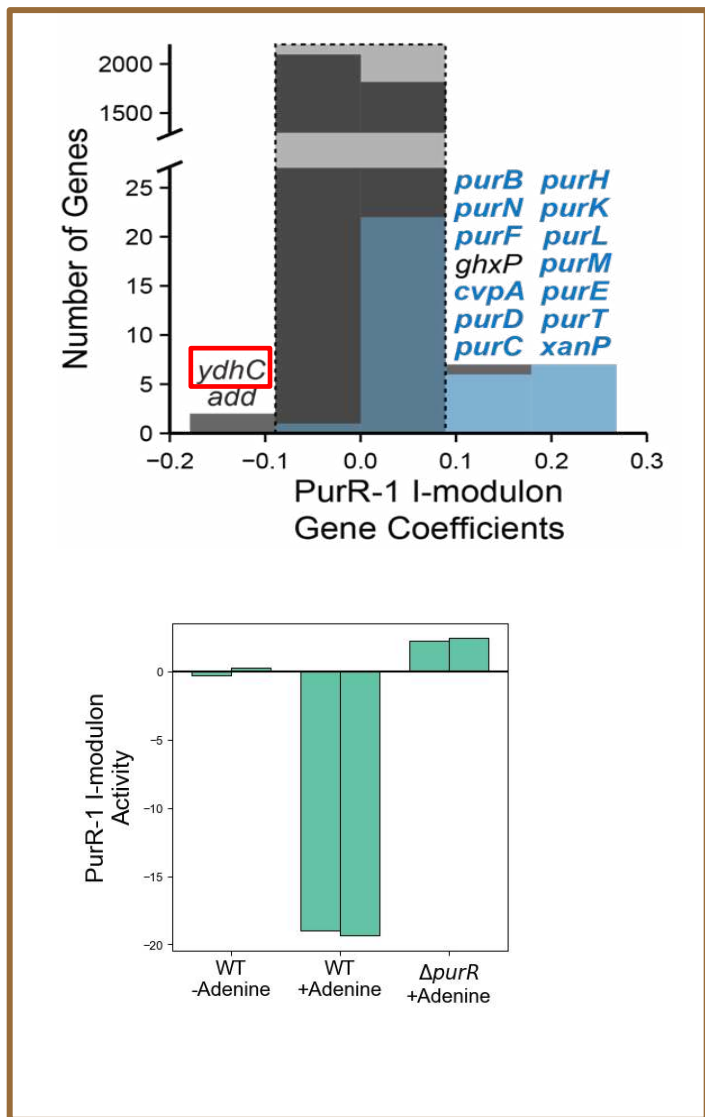 Number of Genes
2000
1500
25
20
15
10
5
0
purB purH
purN purK
purF purL
ghxP purM
cvpA purE
purD purT
purC xanP
ydhC
add
−0.2 −0.1 0.0 0.1 0.2 0.3
PurR-1 I-modulon
Gene Coefficients
PurR-1 I-modulon
Activity
0
−5
−10
−15
−20
WT WT ΔpurR
-Adenine +Adenine +Adenine